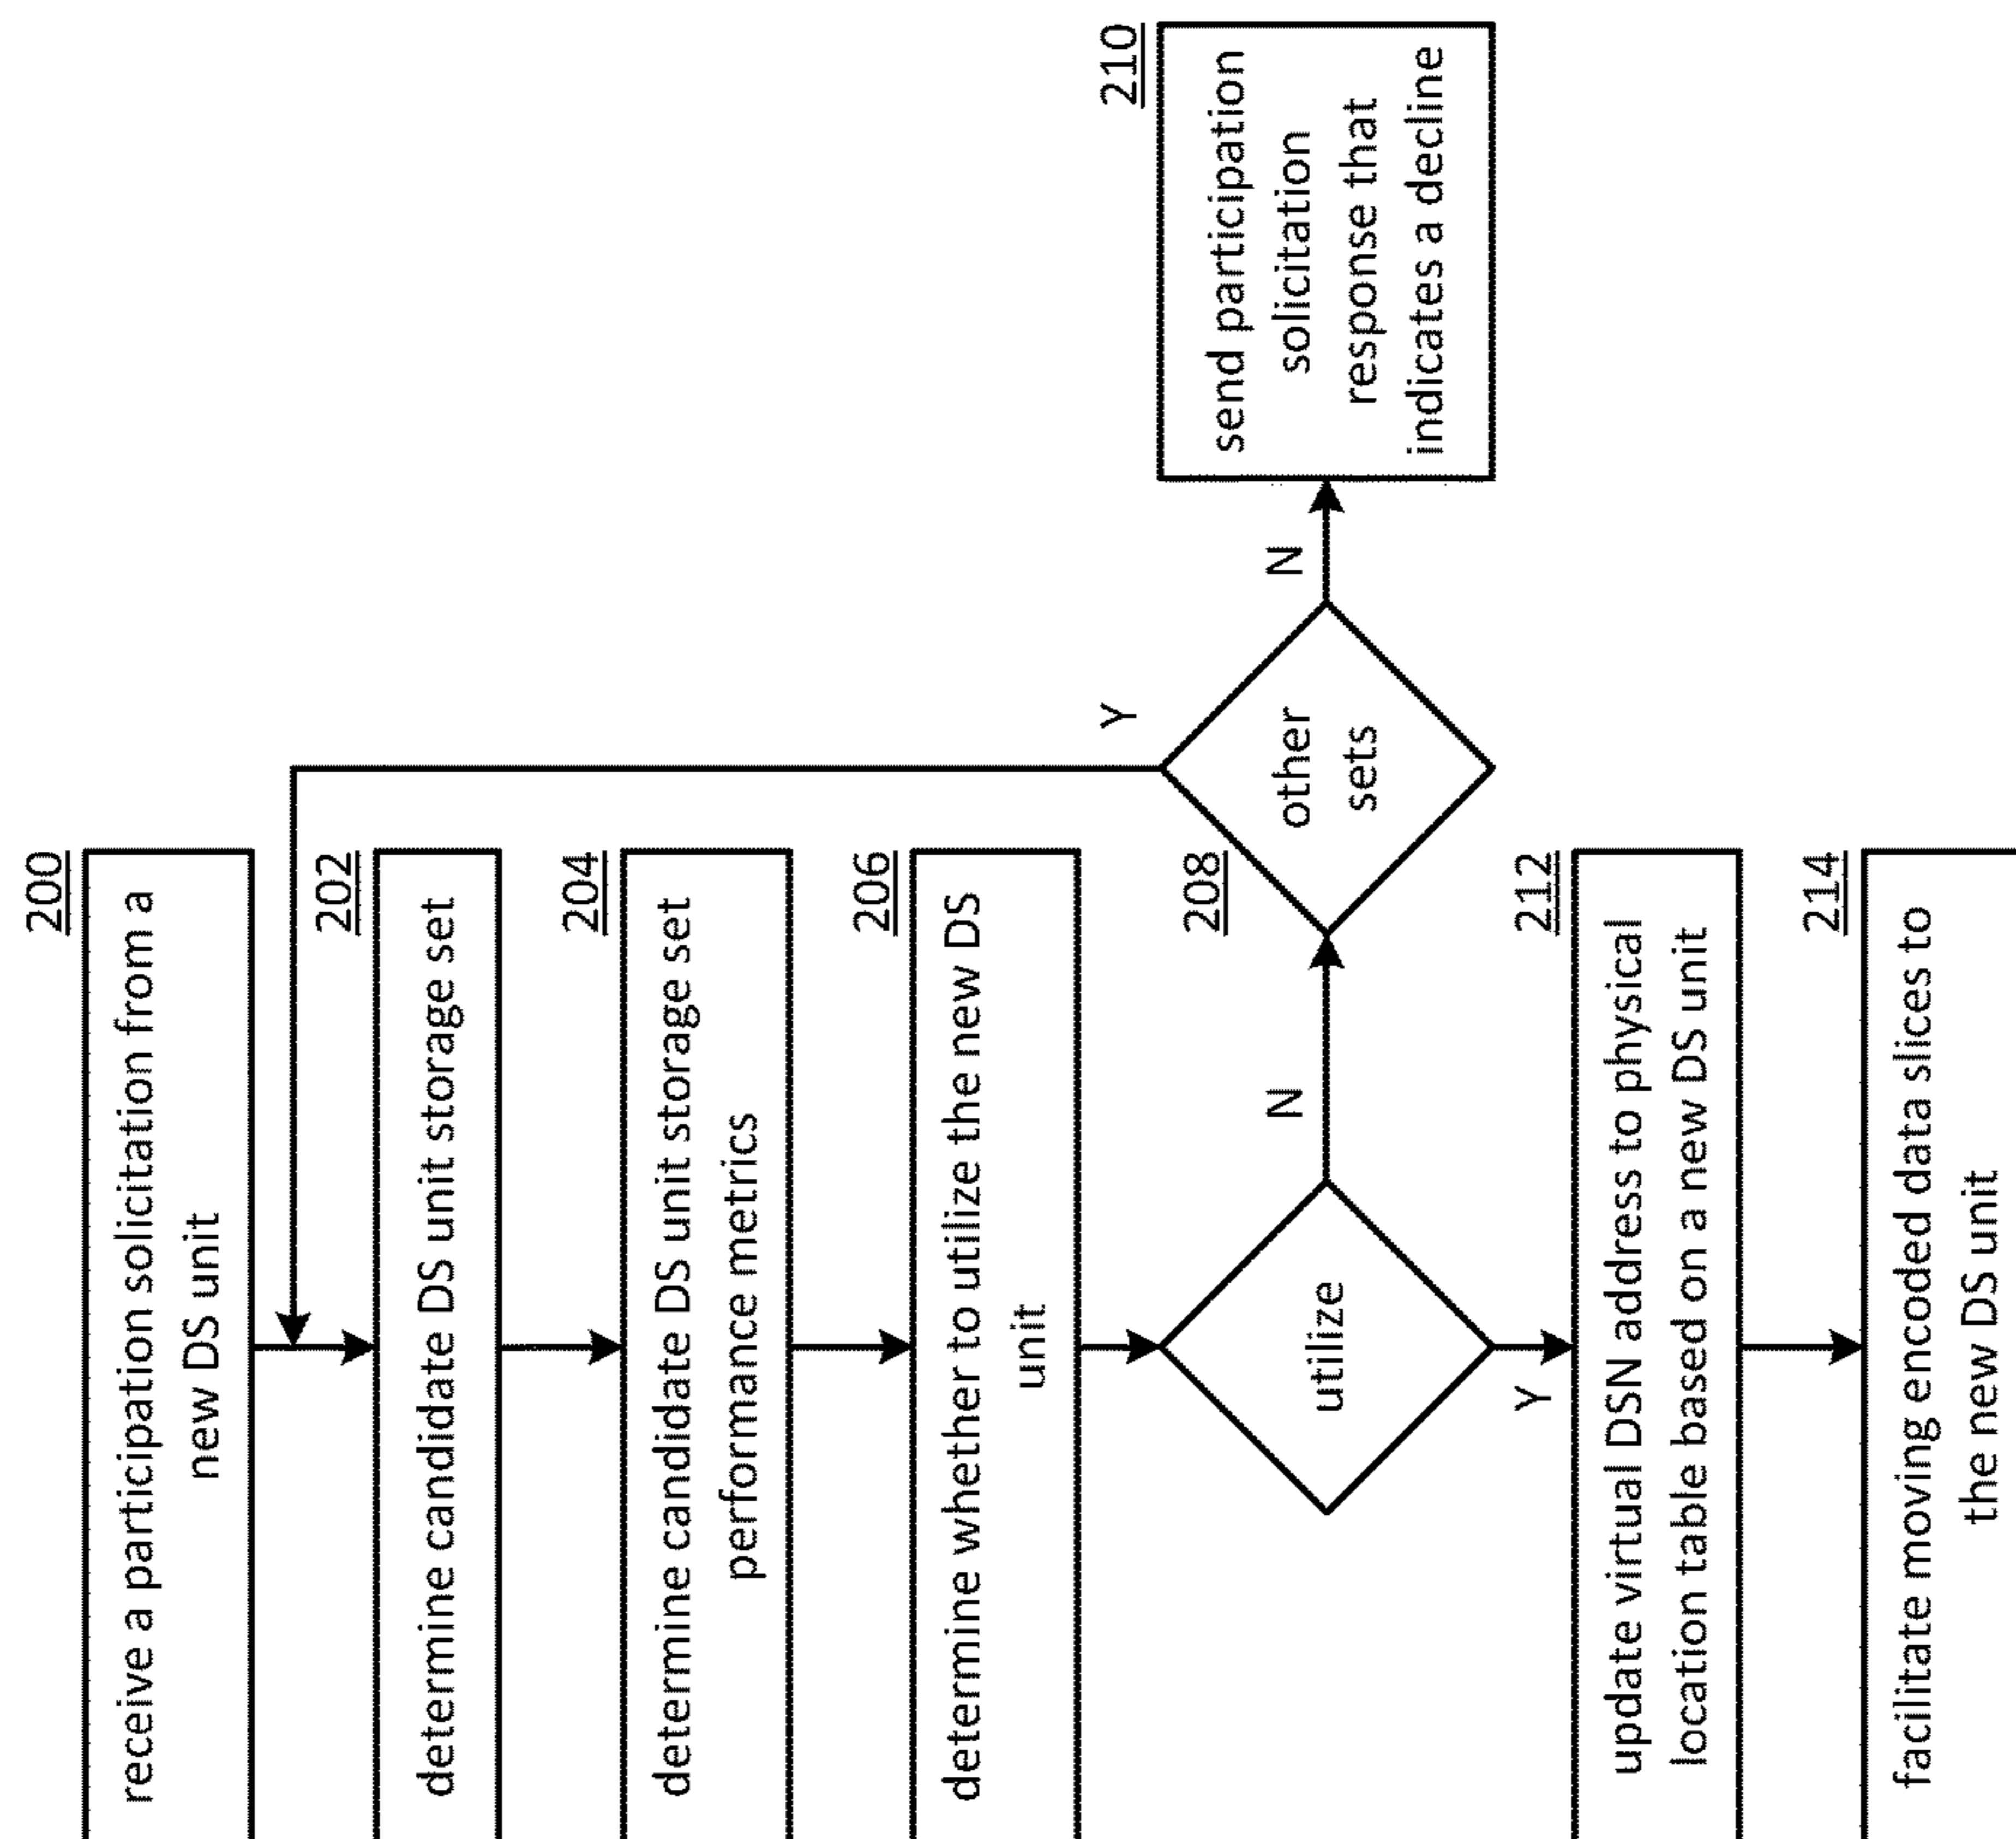 200
receive a participation solicitation from a
new DS unit
202
determine candidate DS unit storage set
204
determine candidate DS unit storage set
performance metrics
206
determine whether to utilize the new DS
unit
utilize
N
Y
208
other
sets
Y
N
210
send participation
solicitation
response that
indicates a decline
212
update virtual DSN address to physical
location table based on a new DS unit
214
facilitate moving encoded data slices to
the new DS unit